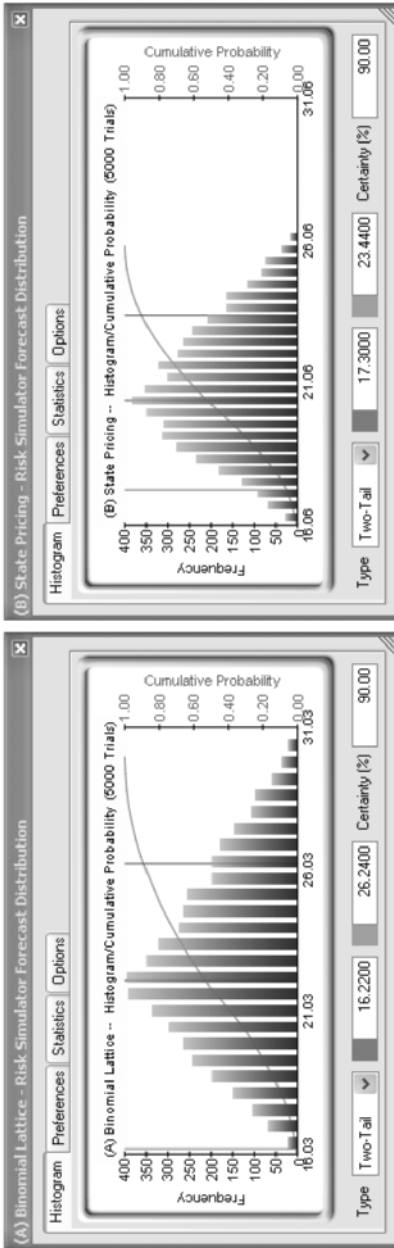 (A) Binomial Lattice - Risk Simulator Forecast Distribution
Histogram Preferences Statistics Options
(A) Binomial Lattice -- Histogram/Cumulative Probability (5000 Trials)
Frequency
400
350
300
250
200
150
100
50
Cumulative Probability
1.00
0.80
0.60
0.40
0.20
0.00
16.03 21.03 26.03 31.03
Type Two-Tail 16.2200 26.2400 Certainty (%) 90.00
(B) State Pricing - Risk Simulator Forecast Distribution
Histogram Preferences Statistics Options
(B) State Pricing -- Histogram/Cumulative Probability (5000 Trials)
Frequency
400
350
300
250
200
150
100
50
Cumulative Probability
1.00
0.80
0.60
0.40
0.20
0.00
16.06 21.06 26.06 31.06
Type Two-Tail 17.3000 23.4400 Certainty (%) 90.00